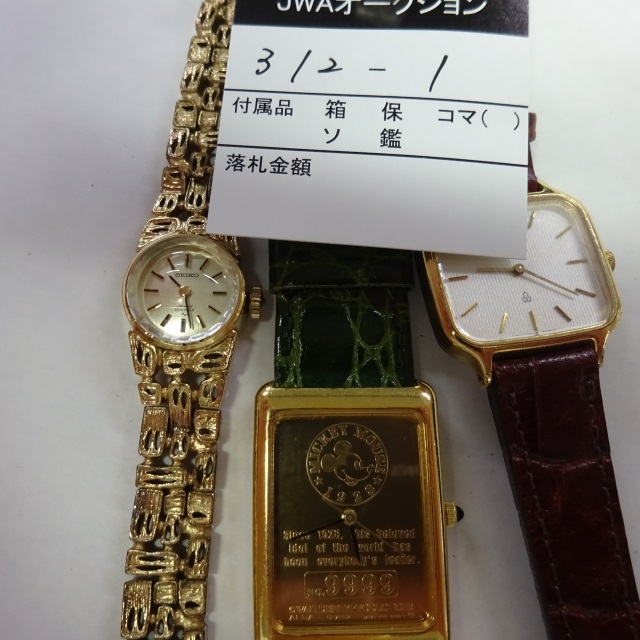 JWAオークション
312-1
付属品 箱 保 コマ( )
ソ 鑑
落札金額
SEIKO
MICKEY MOUSE
1928
Since 1928, the beloved
idol of the world has
been everybody's leader.
no. 9999